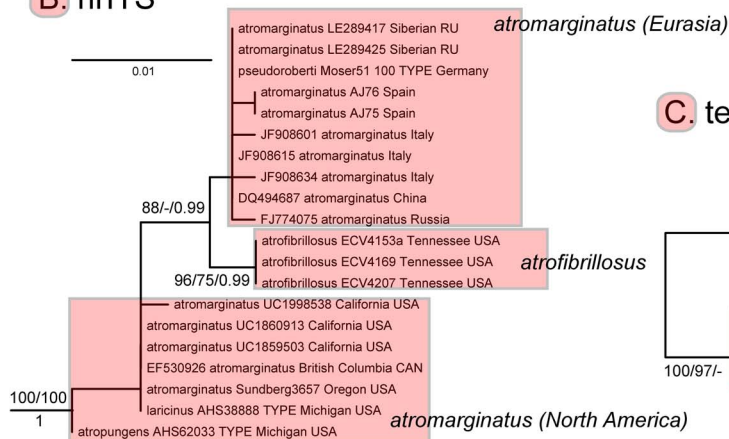 B. nrITS
atromarginatus LE289417 Siberian RU
atromarginatus (Eurasia)
atromarginatus LE289425 Siberian RU
0.01
pseudoroberti Moser51 100 TYPE Germany
atromarginatus AJ76 Spain
atromarginatus AJ75 Spain
C. te
JF908601 atromarginatus Italy
JF908615 atromarginatus Italy
JF908634 atromarginatus Italy
DQ494687 atromarginatus China
88/-/0.99
FJ774075 atromarginatus Russia
atrofibrillosus ECV4153a Tennessee USA
atrofibrillosus ECV4169 Tennessee USA
atrofibrillosus
96/75/0.99
atrofibrillosus ECV4207 Tennessee USA
atromarginatus UC1998538 California USA
atromarginatus UC1860913 California USA
atromarginatus UC1859503 California USA
EF530926 atromarginatus British Columbia CAN
100/97/-
atromarginatus Sundberg3657 Oregon USA
100/100
1
laricinus AHS38888 TYPE Michigan USA
atromarginatus (North America)
atropungens AHS62033 TYPE Michigan USA